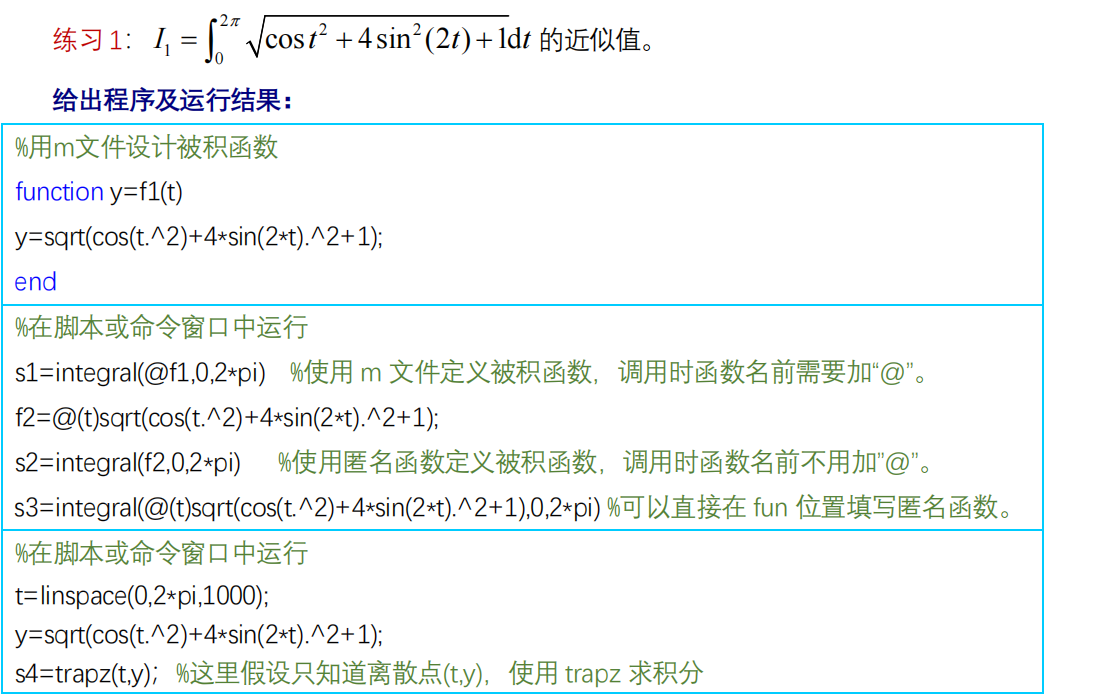 练习 1： I₁ = ∫₀^{2π} √(cos t² + 4 sin²(2t) + 1) dt 的近似值。
给出程序及运行结果：
%用m文件设计被积函数
function y=f1(t)
y=sqrt(cos(t.^2)+4*sin(2*t).^2+1);
end
%在脚本或命令窗口中运行
s1=integral(@f1,0,2*pi) %使用 m 文件定义被积函数，调用时函数名前需要加“@”。
f2=@(t)sqrt(cos(t.^2)+4*sin(2*t).^2+1);
s2=integral(f2,0,2*pi) %使用匿名函数定义被积函数，调用时函数名前不用加”@”。
s3=integral(@(t)sqrt(cos(t.^2)+4*sin(2*t).^2+1),0,2*pi) %可以直接在 fun 位置填写匿名函数。
%在脚本或命令窗口中运行
t=linspace(0,2*pi,1000);
y=sqrt(cos(t.^2)+4*sin(2*t).^2+1);
s4=trapz(t,y); %这里假设只知道离散点(t,y)，使用 trapz 求积分